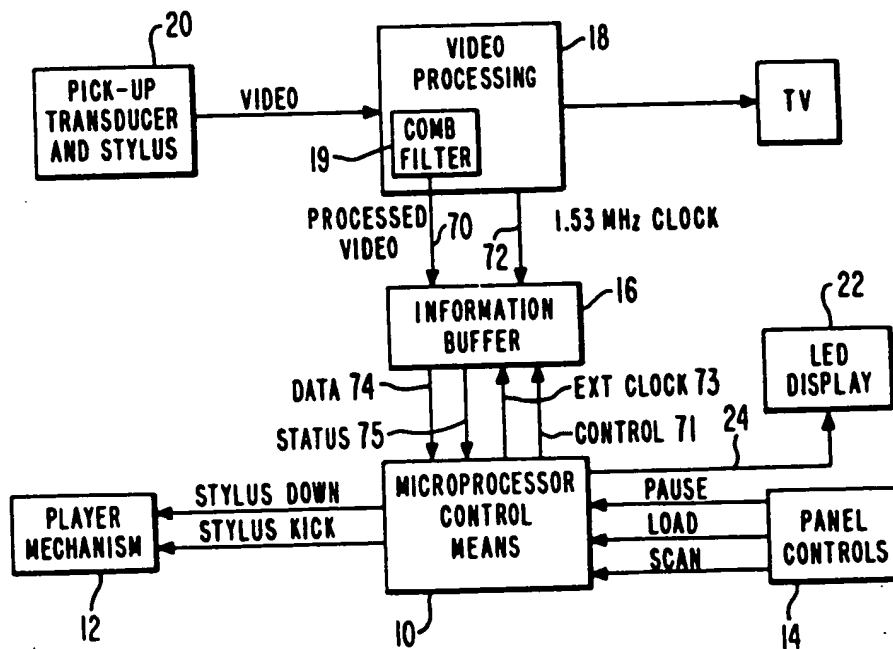 20
PICK-UP
TRANSDUCER
AND STYLUS
VIDEO
VIDEO
PROCESSING
18
19
COMB
FILTER
TV
PROCESSED
VIDEO
70
72
1.53 MHz CLOCK
16
INFORMATION
BUFFER
22
LED
DISPLAY
DATA 74
STATUS 75
EXT CLOCK 73
CONTROL 71
24
PLAYER
MECHANISM
12
STYLUS DOWN
STYLUS KICK
MICROPROCESSOR
CONTROL
MEANS
10
PAUSE
LOAD
SCAN
PANEL
CONTROLS
14